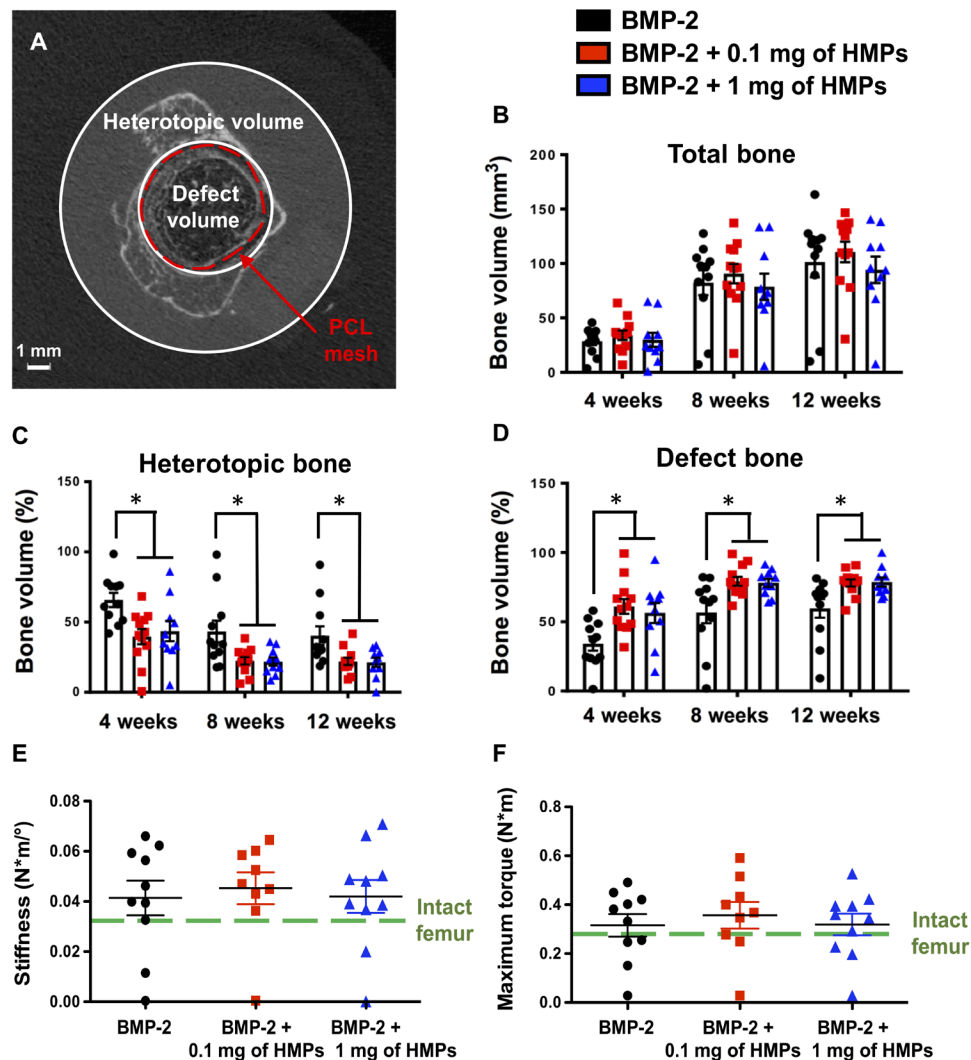 A
Heterotopic volume
Defect
volume
PCL
mesh
1 mm
BMP-2
BMP-2 + 0.1 mg of HMPs
BMP-2 + 1 mg of HMPs
B
Total bone
Bone volume (mm³)
200
150
100
50
0
4 weeks
8 weeks
12 weeks
C
Heterotopic bone
Bone volume (%)
150
100
50
0
* * *
4 weeks
8 weeks
12 weeks
D
Defect bone
Bone volume (%)
150
100
50
0
* * *
4 weeks
8 weeks
12 weeks
E
Stiffness (N*m/°)
0.08
0.06
0.04
0.02
0.00
Intact
femur
BMP-2
BMP-2 +
0.1 mg of HMPs
BMP-2 +
1 mg of HMPs
F
Maximum torque (N*m)
0.8
0.6
0.4
0.2
0.0
Intact
femur
BMP-2
BMP-2 +
0.1 mg of HMPs
BMP-2 +
1 mg of HMPs